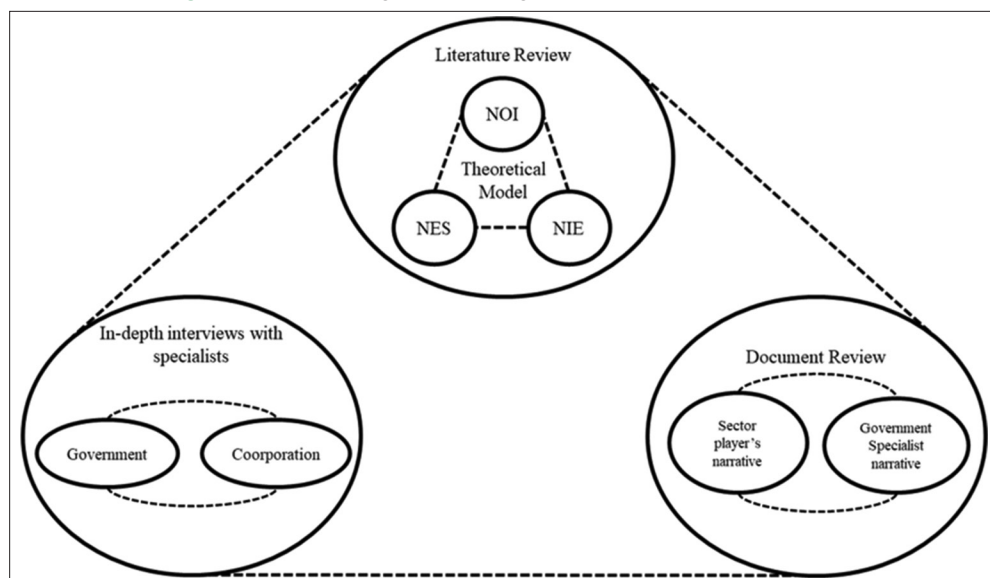 Literature Review
NOI
Theoretical
Model
NES
NIE
In-depth interviews with
specialists
Government
Coorporation
Document Review
Sector
player's
narrative
Government
Specialist
narrative